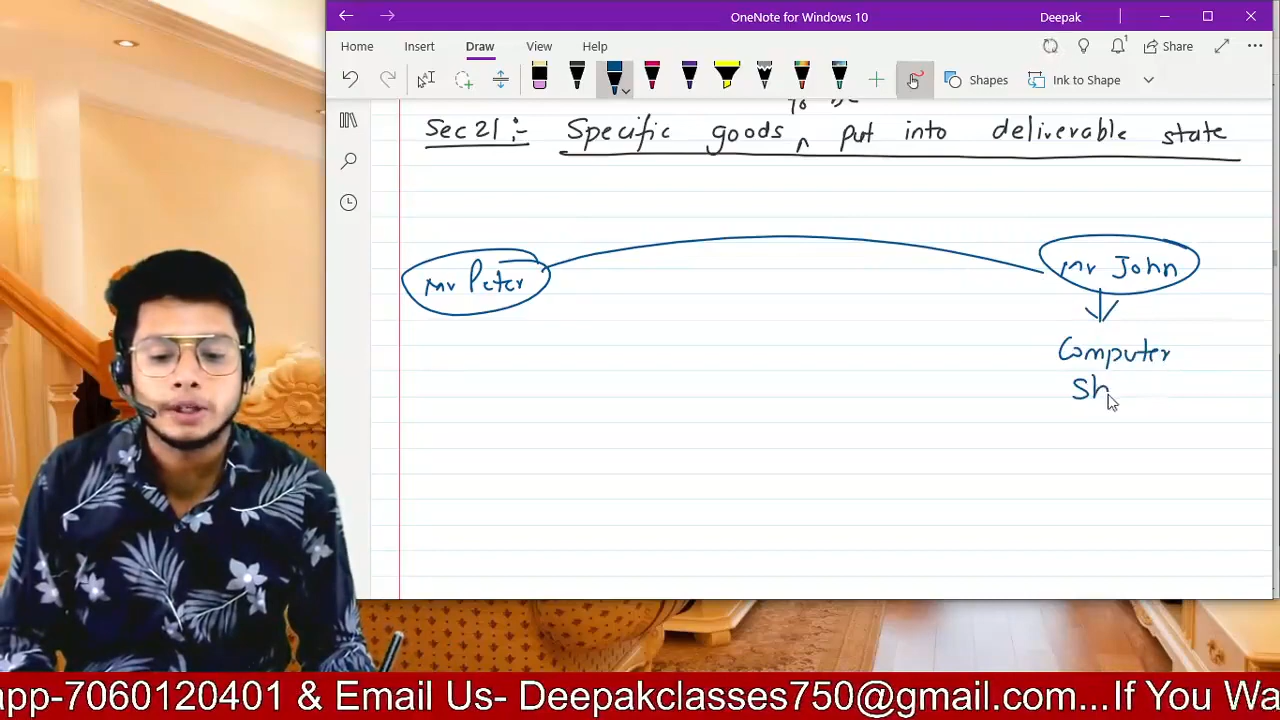 OneNote for Windows 10
Deepak
Home Insert Draw View Help
Share
Shapes
Ink to Shape
to be
Sec 21 :- Specific goods ^ put into deliverable state
Mr Peter
Mr John
Computer
Sh
app-7060120401 & Email Us- Deepakclasses750@gmail.com...If You Wa